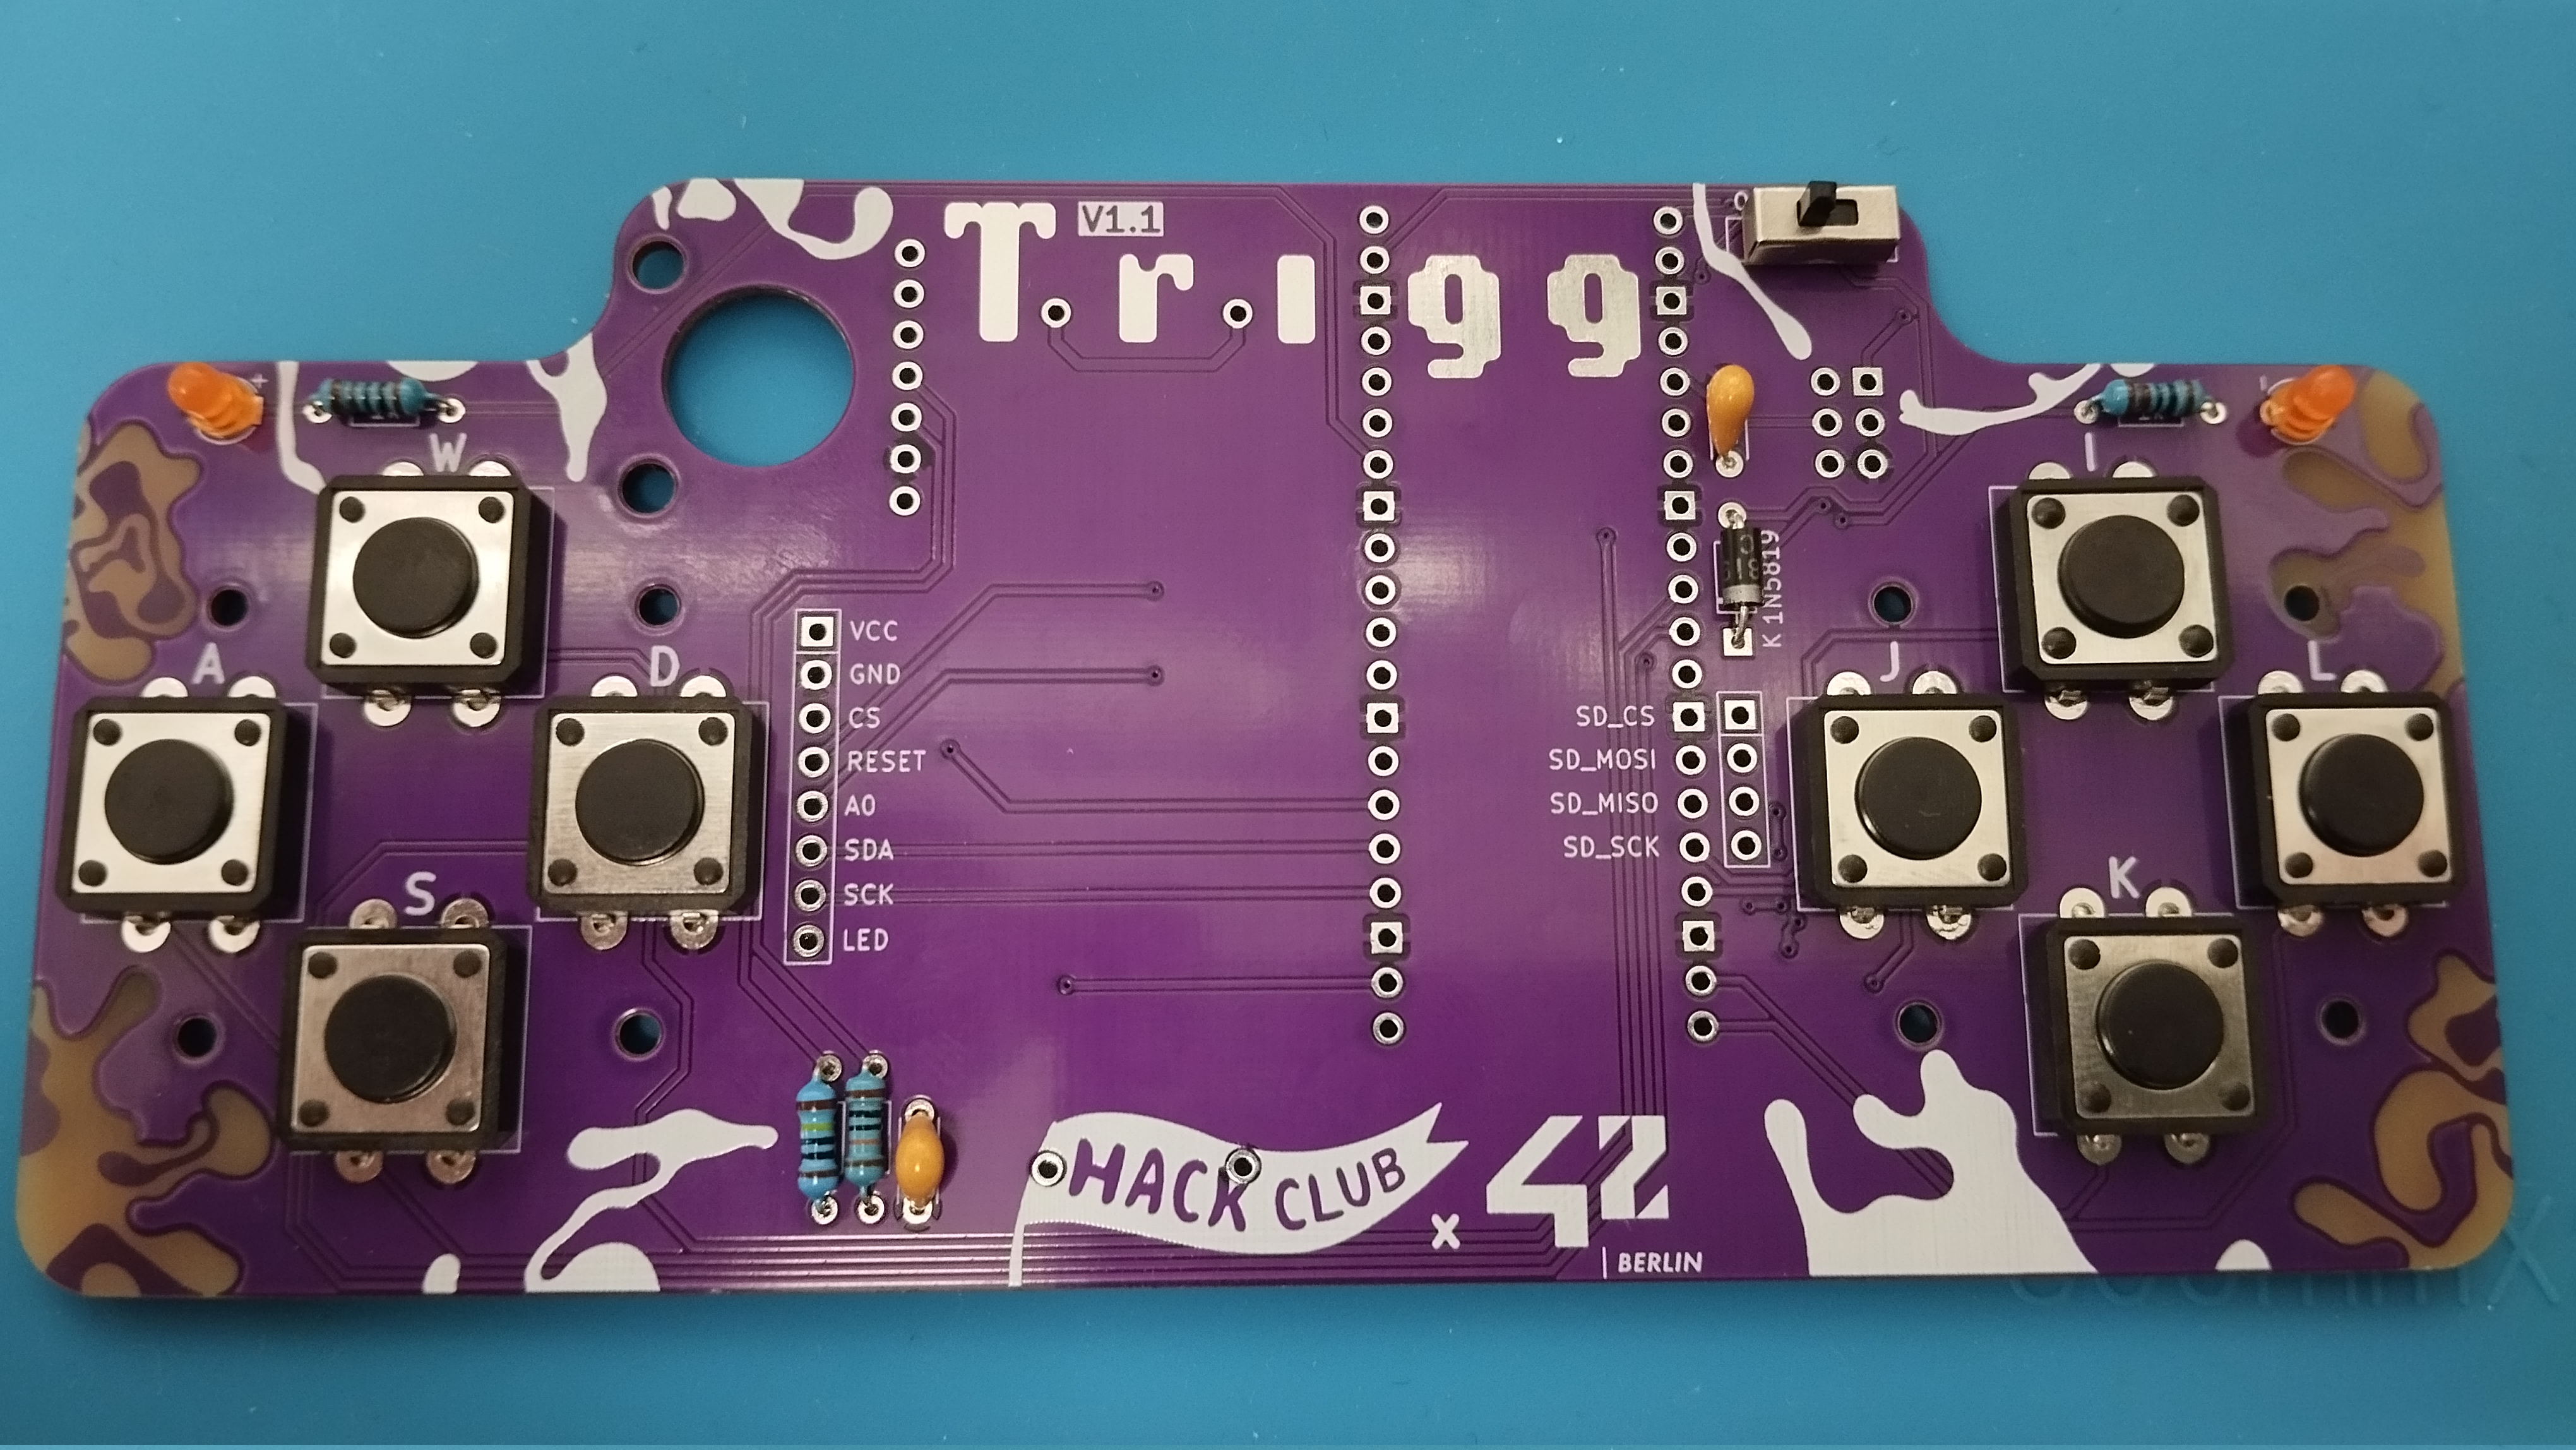 V1.1
Trigg
+
W
I
A
D
J
L
S
K
VCC
GND
CS
RESET
A0
SDA
SCK
LED
K 1N5819
SD_CS
SD_MOSI
SD_MISO
SD_SCK
HACK CLUB
x
42
BERLIN